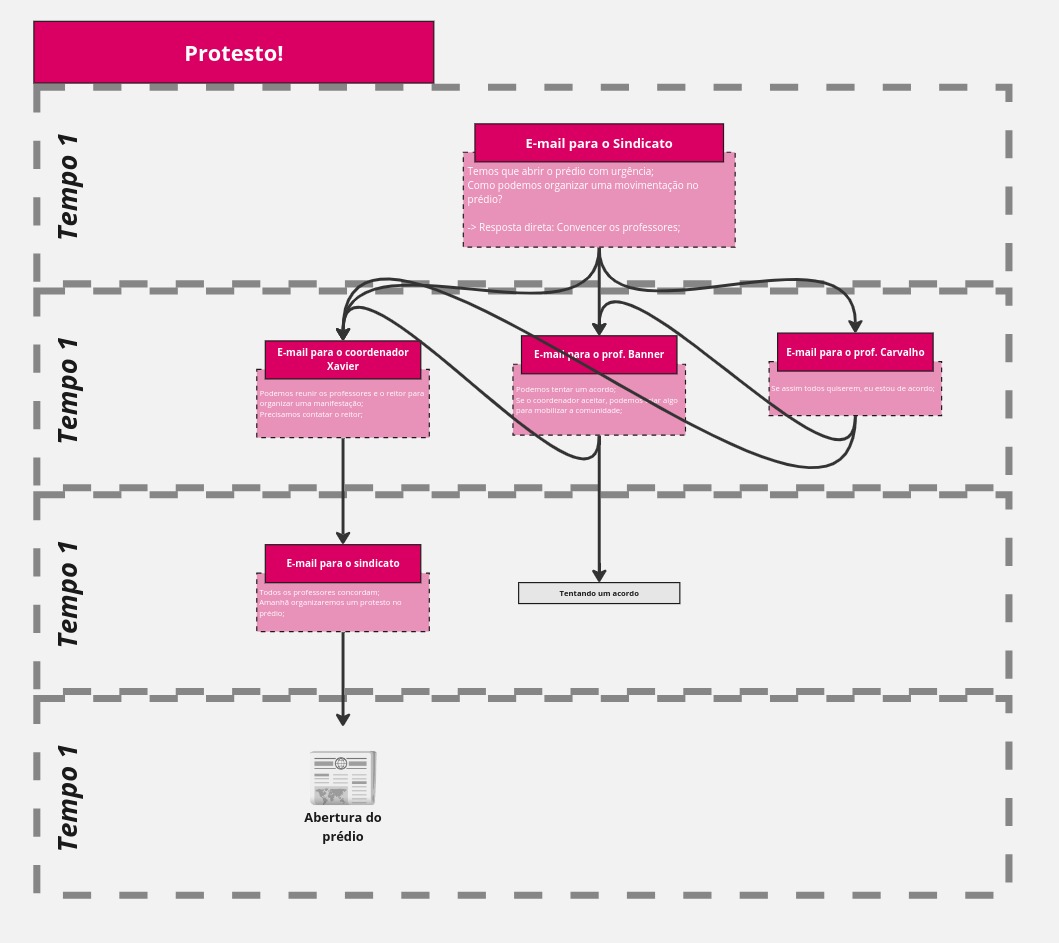 Protesto!
Tempo 1
E-mail para o Sindicato
Temos que abrir o prédio com urgência;
Como podemos organizar uma movimentação no
prédio?
-> Resposta direta: Convencer os professores;
Tempo 1
E-mail para o coordenador
Xavier
Podemos reunir os professores e o reitor para
organizar uma manifestação;
Precisamos contatar o reitor;
E-mail para o prof. Banner
Podemos tentar um acordo;
Se o coordenador aceitar, podemos criar algo
para mobilizar a comunidade;
E-mail para o prof. Carvalho
Se assim todos quiserem, eu estou de acordo;
Tempo 1
E-mail para o sindicato
Todos os professores concordam;
Amanhã organizaremos um protesto no
prédio;
Tentando um acordo
Tempo 1
Abertura do
prédio